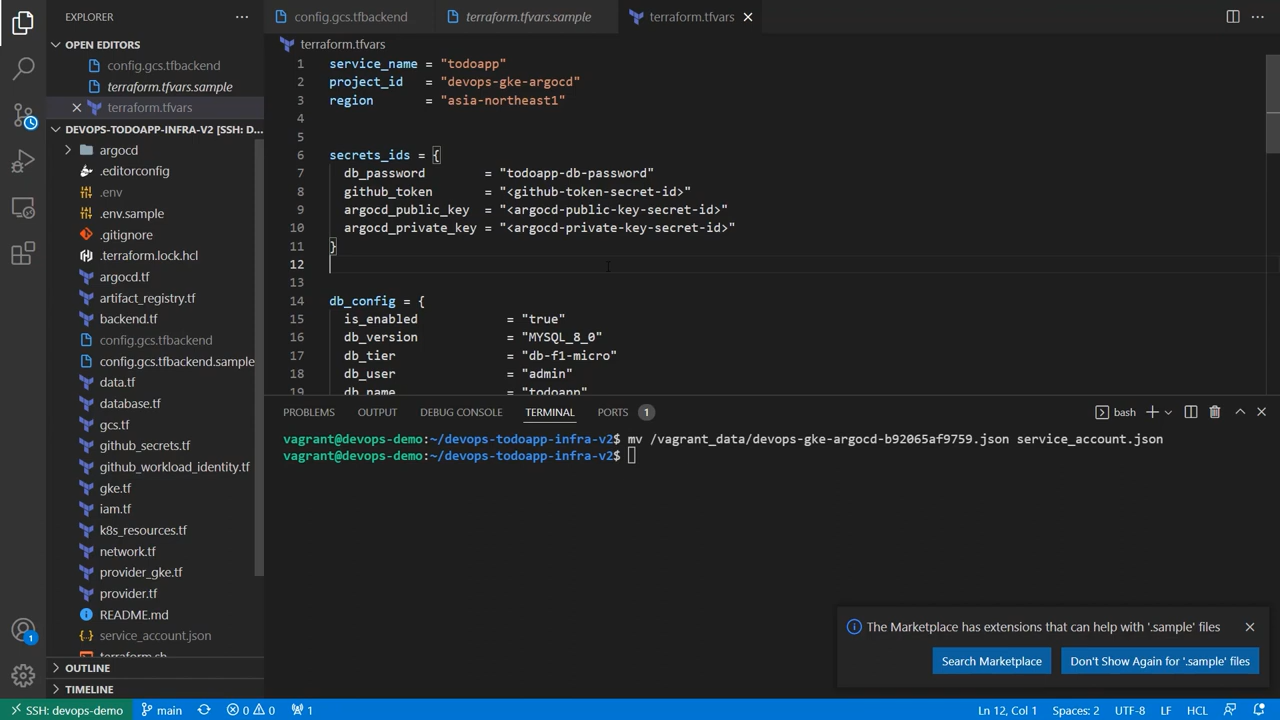 EXPLORER
config.gcs.tfbackend
terraform.tfvars.sample
terraform.tfvars
OPEN EDITORS
config.gcs.tfbackend
terraform.tfvars.sample
terraform.tfvars
DEVOPS-TODOAPP-INFRA-V2 [SSH: D...
argocd
.editorconfig
.env
.env.sample
.gitignore
.terraform.lock.hcl
argocd.tf
artifact_registry.tf
backend.tf
config.gcs.tfbackend
config.gcs.tfbackend.sample
data.tf
database.tf
gcs.tf
github_secrets.tf
github_workload_identity.tf
gke.tf
iam.tf
k8s_resources.tf
network.tf
provider_gke.tf
provider.tf
README.md
service_account.json
terraform.sh
OUTLINE
TIMELINE
terraform.tfvars
1 service_name = "todoapp"
2 project_id = "devops-gke-argocd"
3 region = "asia-northeast1"
4
5
6 secrets_ids = {
7 db_password = "todoapp-db-password"
8 github_token = "<github-token-secret-id>"
9 argocd_public_key = "<argocd-public-key-secret-id>"
10 argocd_private_key = "<argocd-private-key-secret-id>"
11 }
12
13
14 db_config = {
15 is_enabled = "true"
16 db_version = "MYSQL_8_0"
17 db_tier = "db-f1-micro"
18 db_user = "admin"
19 db_name = "todoapp"
PROBLEMS OUTPUT DEBUG CONSOLE TERMINAL PORTS 1
bash
vagrant@devops-demo:~/devops-todoapp-infra-v2$ mv /vagrant_data/devops-gke-argocd-b92065af9759.json service_account.json
vagrant@devops-demo:~/devops-todoapp-infra-v2$
The Marketplace has extensions that can help with '.sample' files
Search Marketplace
Don't Show Again for '.sample' files
1
SSH: devops-demo main 0 0 1
Ln 12, Col 1 Spaces: 2 UTF-8 LF HCL